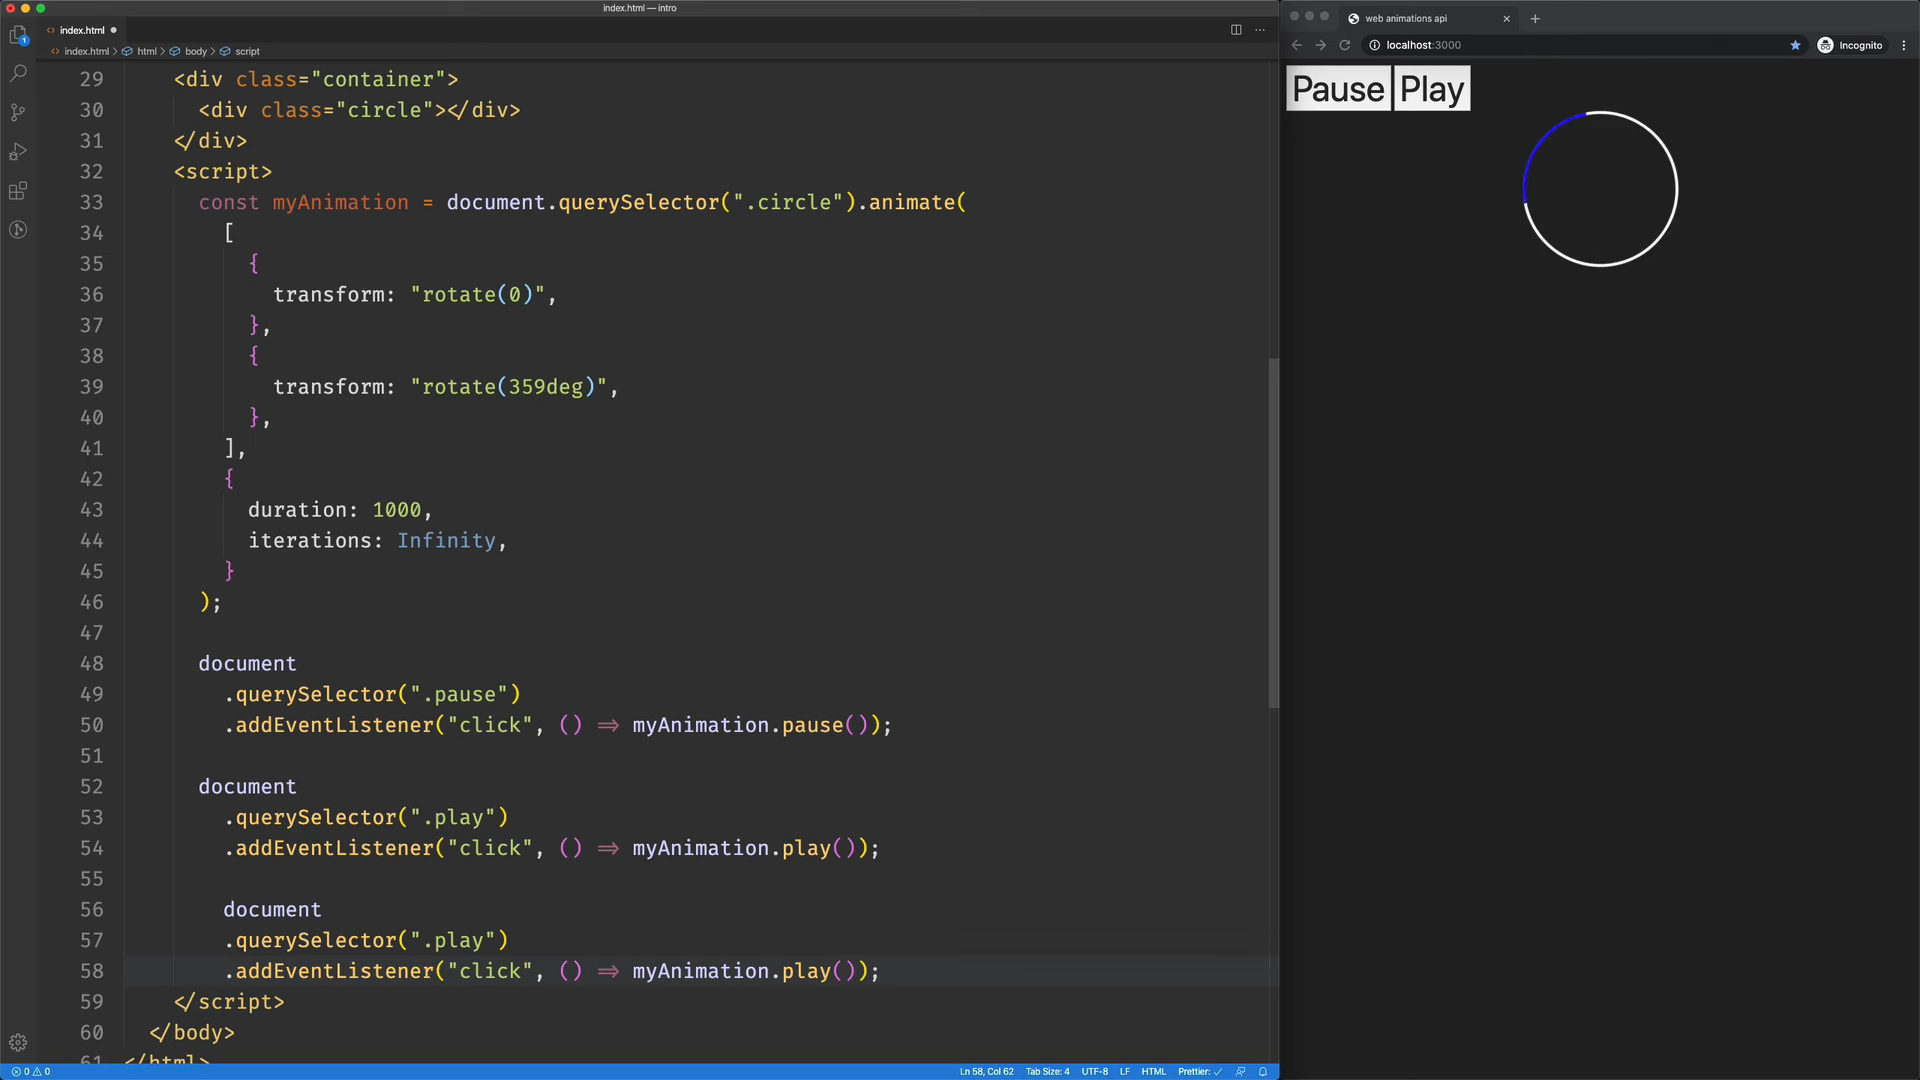 index.html — intro
index.html
index.html > html > body > script
29 <div class="container">
30 <div class="circle"></div>
31 </div>
32 <script>
33 const myAnimation = document.querySelector(".circle").animate(
34 [
35 {
36 transform: "rotate(0)",
37 },
38 {
39 transform: "rotate(359deg)",
40 },
41 ],
42 {
43 duration: 1000,
44 iterations: Infinity,
45 }
46 );
47
48 document
49 .querySelector(".pause")
50 .addEventListener("click", () => myAnimation.pause());
51
52 document
53 .querySelector(".play")
54 .addEventListener("click", () => myAnimation.play());
55
56 document
57 .querySelector(".play")
58 .addEventListener("click", () => myAnimation.play());
59 </script>
60 </body>
61 </html>
1
0 0
Ln 58, Col 62 Tab Size: 4 UTF-8 LF HTML Prettier: ✓
web animations api
localhost:3000
Incognito
Pause Play